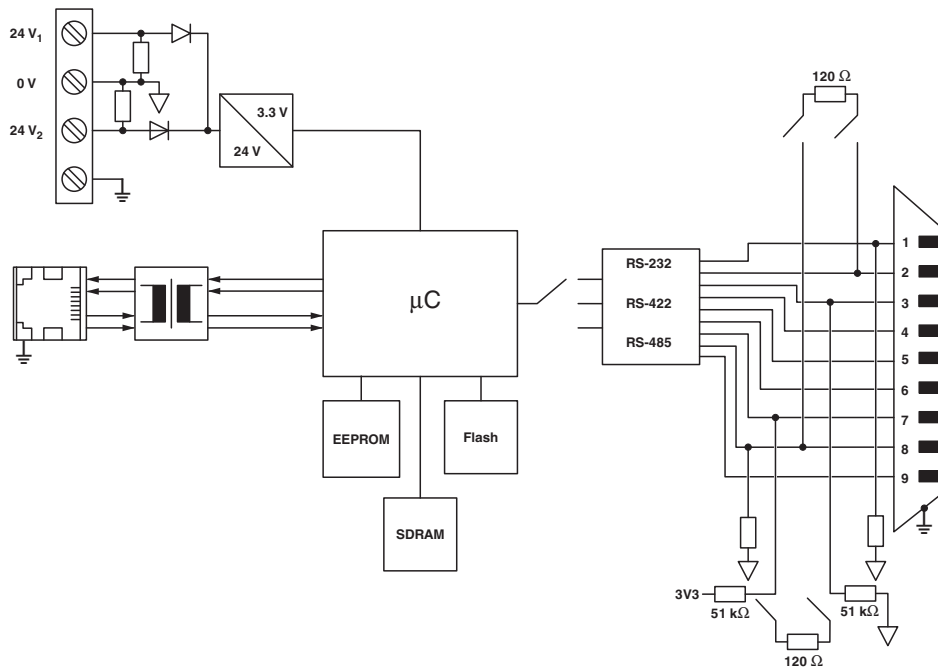 24 V1
0 V
24 V2
3.3 V
24 V
120 Ω
μC
RS-232
RS-422
RS-485
1
2
3
4
5
6
7
8
9
EEPROM
Flash
SDRAM
3V3
51 kΩ
51 kΩ
120 Ω